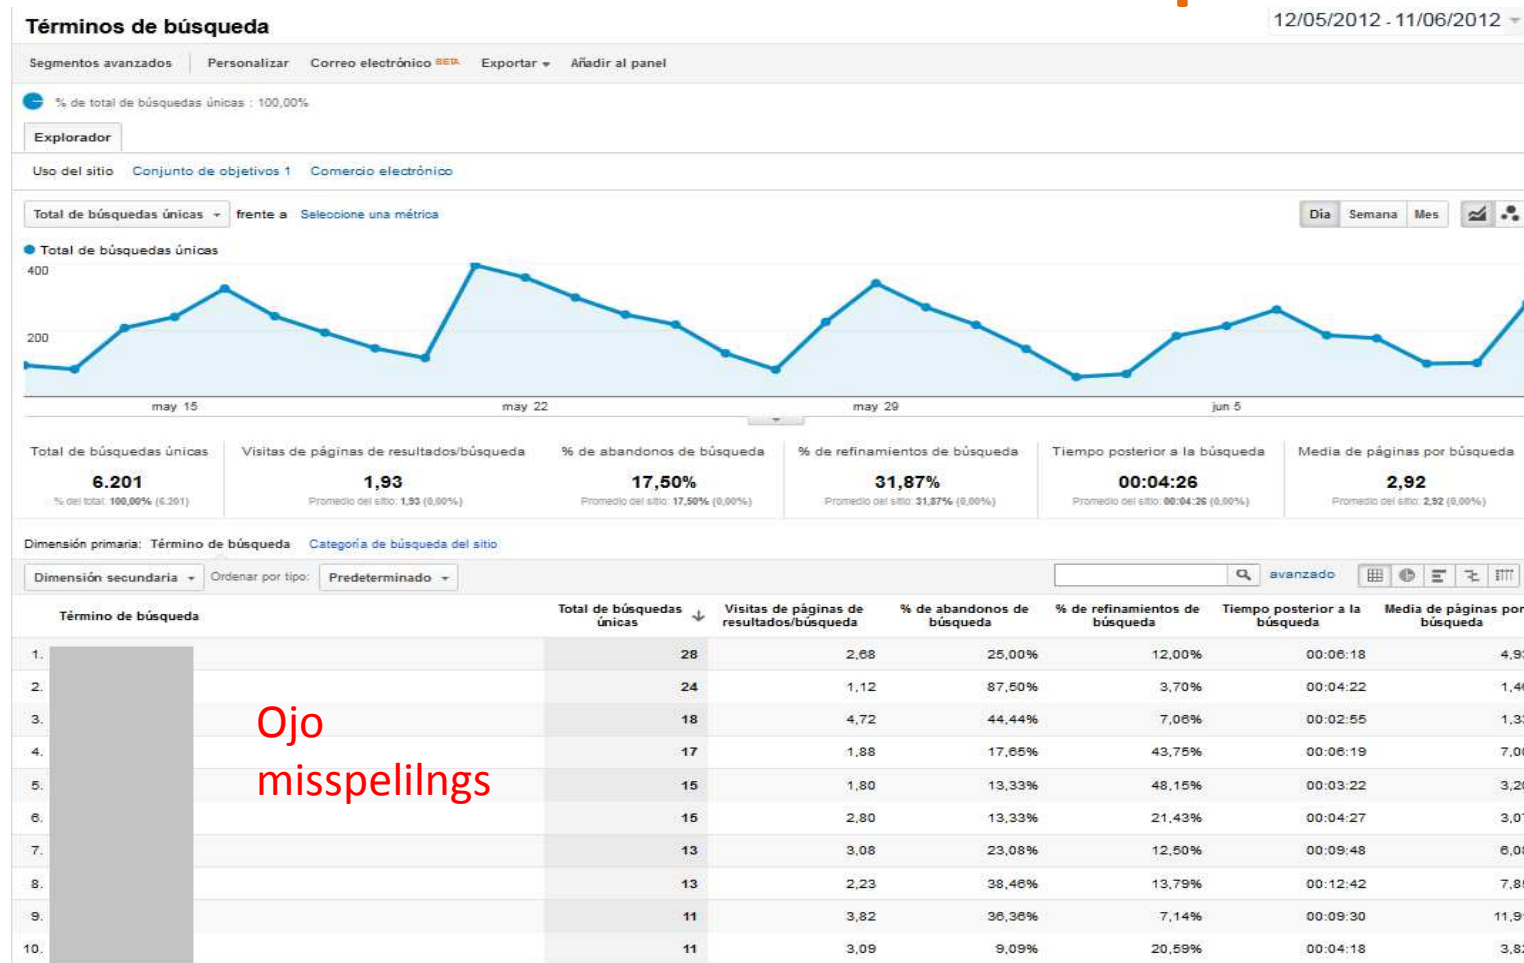 Términos de búsqueda
12/05/2012 - 11/06/2012
Segmentos avanzados Personalizar Correo electrónico BETA Exportar Añadir al panel
% de total de búsquedas únicas : 100,00%
Explorador
Uso del sitio Conjunto de objetivos 1 Comercio electrónico
Total de búsquedas únicas frente a Seleccione una métrica
Día Semana Mes
Total de búsquedas únicas
400
200
may 15 may 22 may 29 jun 5
Total de búsquedas únicas Visitas de páginas de resultados/búsqueda % de abandonos de búsqueda % de refinamientos de búsqueda Tiempo posterior a la búsqueda Media de páginas por búsqueda
6.201 1,93 17,50% 31,87% 00:04:26 2,92
% del total: 100,00% (6.201) Promedio del sitio: 1,93 (0,00%) Promedio del sitio: 17,50% (0,00%) Promedio del sitio: 31,87% (0,00%) Promedio del sitio: 00:04:26 (0,00%) Promedio del sitio: 2,92 (0,00%)
Dimensión primaria: Término de búsqueda Categoría de búsqueda del sitio
Dimensión secundaria Ordenar por tipo: Predeterminado avanzado
Término de búsqueda Total de búsquedas Visitas de páginas de % de abandonos de % de refinamientos de Tiempo posterior a la Media de páginas por
únicas resultados/búsqueda búsqueda búsqueda búsqueda búsqueda
1. 28 2,68 25,00% 12,00% 00:06:18
2. 24 1,12 87,50% 3,70% 00:04:22
3. 18 4,72 44,44% 7,06% 00:02:55
Ojo
4. 17 1,88 17,65% 43,75% 00:06:19
misspelilngs
5. 15 1,80 13,33% 48,15% 00:03:22
6. 15 2,80 13,33% 21,43% 00:04:27
7. 13 3,08 23,08% 12,50% 00:09:48
8. 13 2,23 38,46% 13,79% 00:12:42
9. 11 3,82 36,36% 7,14% 00:09:30
10. 11 3,09 9,09% 20,59% 00:04:18